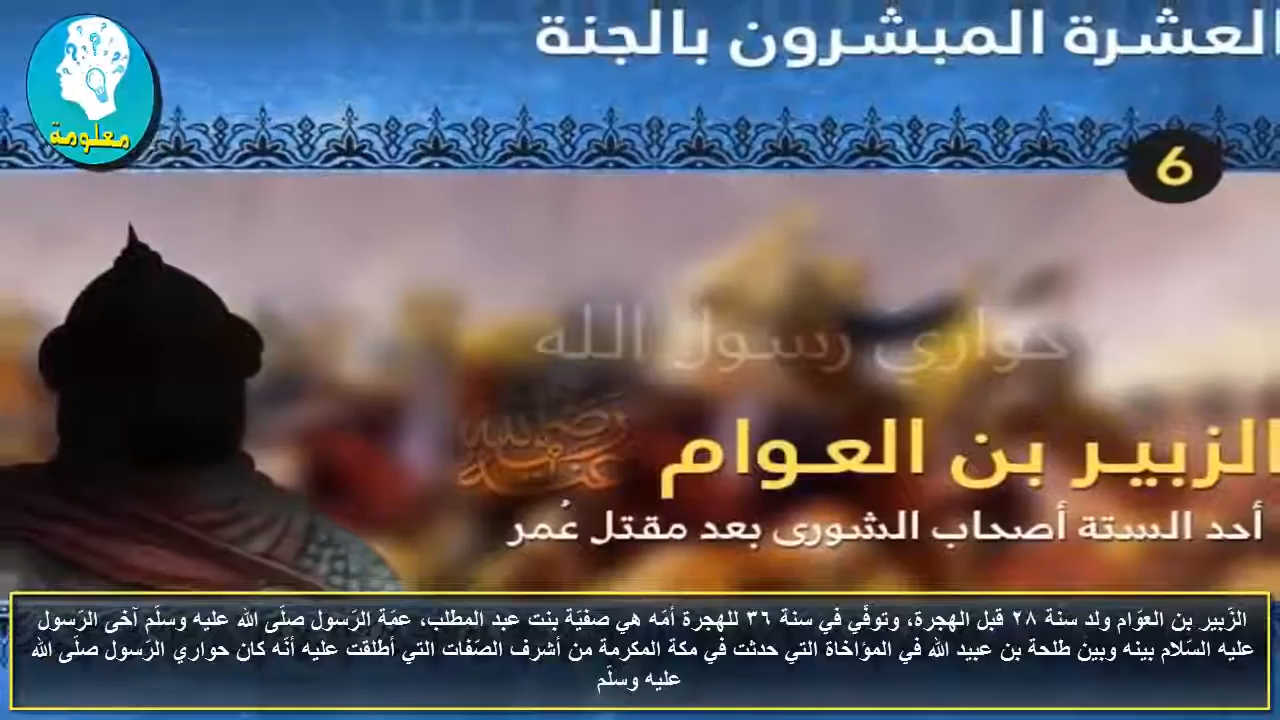 العشرة المبشرون بالجنة
معلومة
6
حواري رسول الله
الزبير بن العوام
رضي الله عنه
أحد الستة أصحاب الشورى بعد مقتل عُمر
الزّبير بن العوّام ولد سنة ٢٨ قبل الهجرة، وتوفّي في سنة ٣٦ للهجرة أمّه هي صفيّة بنت عبد المطلب، عمّة الرّسول صلّى الله عليه وسلّم آخى الرّسول
عليه السّلام بينه وبين طلحة بن عبيد الله في المؤاخاة التي حدثت في مكة المكرمة من أشرف الصّفات التي أطلقت عليه أنّه كان حواري الرّسول صلّى الله
عليه وسلّم